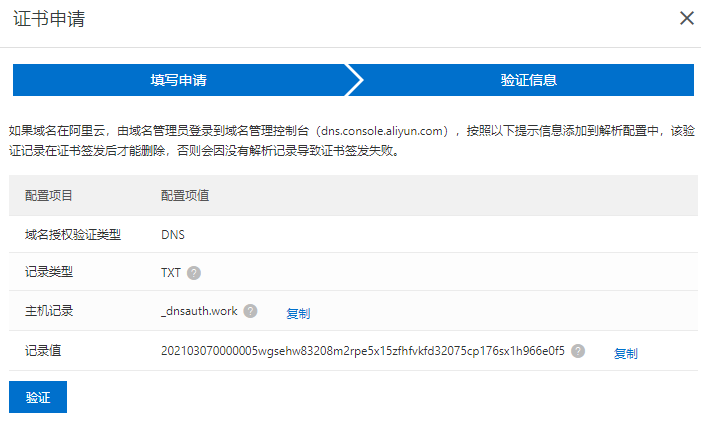 证书申请
填写申请
验证信息
如果域名在阿里云，由域名管理员登录到域名管理控制台（dns.console.aliyun.com），按照以下提示信息添加到解析配置中，该验
证记录在证书签发后才能删除，否则会因没有解析记录导致证书签发失败。
配置项目 配置项值
域名授权验证类型 DNS
记录类型 TXT ?
主机记录 _dnsauth.work ? 复制
记录值 202103070000005wgsehw83208m2rpe5x15zfhfvkfd32075cp176sx1h966e0f5 ? 复制
验证